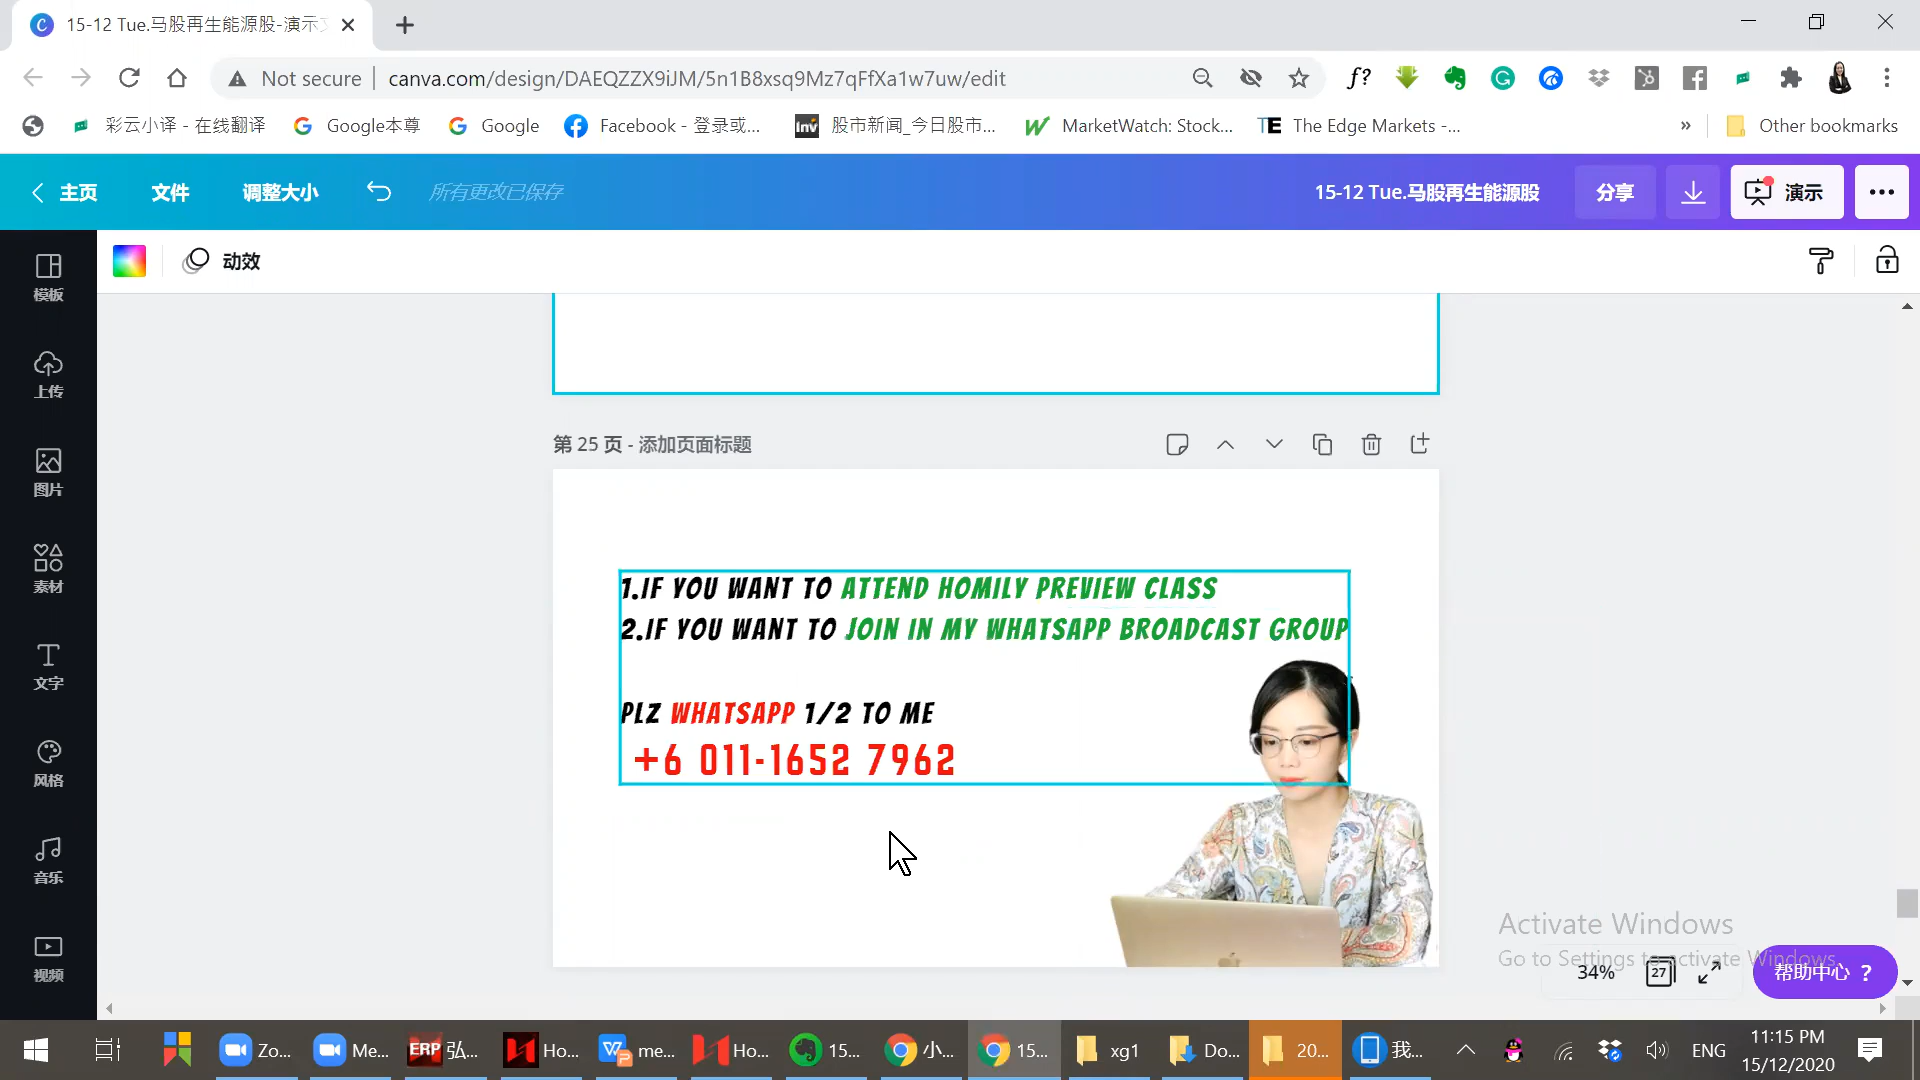 15-12 Tue.马股再生能源股-演示文
Not secure
canva.com/design/DAEQZZX9iJM/5n1B8xsq9Mz7qFfXa1w7uw/edit
f?
彩云小译 - 在线翻译
Google本尊
Google
Facebook - 登录或...
Inv 股市新闻_今日股市...
MarketWatch: Stock...
TE The Edge Markets -...
»
Other bookmarks
主页
文件
调整大小
所有更改已保存
15-12 Tue.马股再生能源股
分享
演示
模板
动效
上传
图片
素材
文字
风格
音乐
视频
第 25 页 - 添加页面标题
1.IF YOU WANT TO ATTEND HOMILY PREVIEW CLASS
2.IF YOU WANT TO JOIN IN MY WHATSAPP BROADCAST GROUP
PLZ WHATSAPP 1/2 TO ME
+6 011-1652 7962
Activate Windows
Go to Settings to activate Windows.
34%
27
帮助中心 ?
Zo...
Me...
ERP 弘...
Ho...
me...
Ho...
15...
小...
15...
xg1
Do...
20...
我...
ENG
11:15 PM
15/12/2020